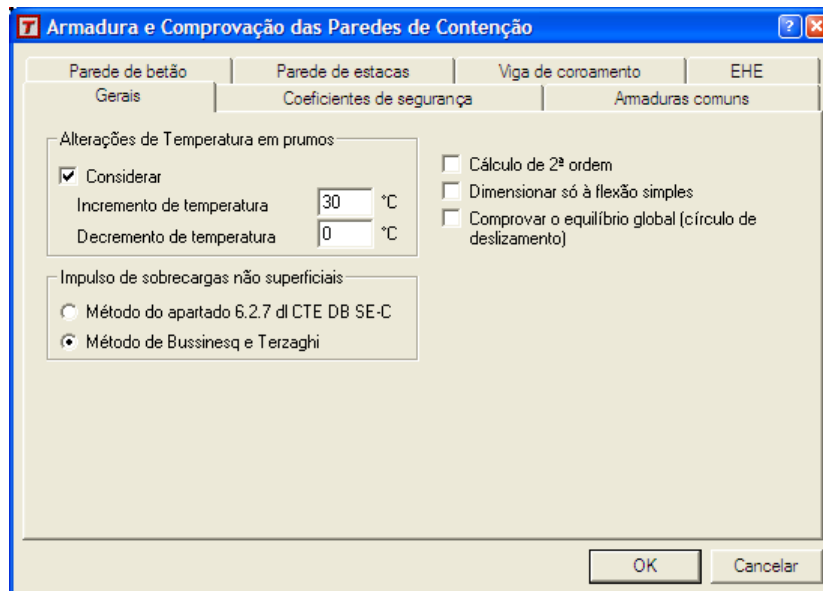 T Armadura e Comprovação das Paredes de Contenção ?
Parede de betão Parede de estacas Viga de coroamento EHE
Gerais Coeficientes de segurança Armaduras comuns
Alterações de Temperatura em prumos
Considerar
Incremento de temperatura 30 °C
Decremento de temperatura 0 °C
Cálculo de 2ª ordem
Dimensionar só à flexão simples
Comprovar o equilíbrio global (círculo de
deslizamento)
Impulso de sobrecargas não superficiais
Método do apartado 6.2.7 dl CTE DB SE-C
Método de Bussinesq e Terzaghi
OK Cancelar